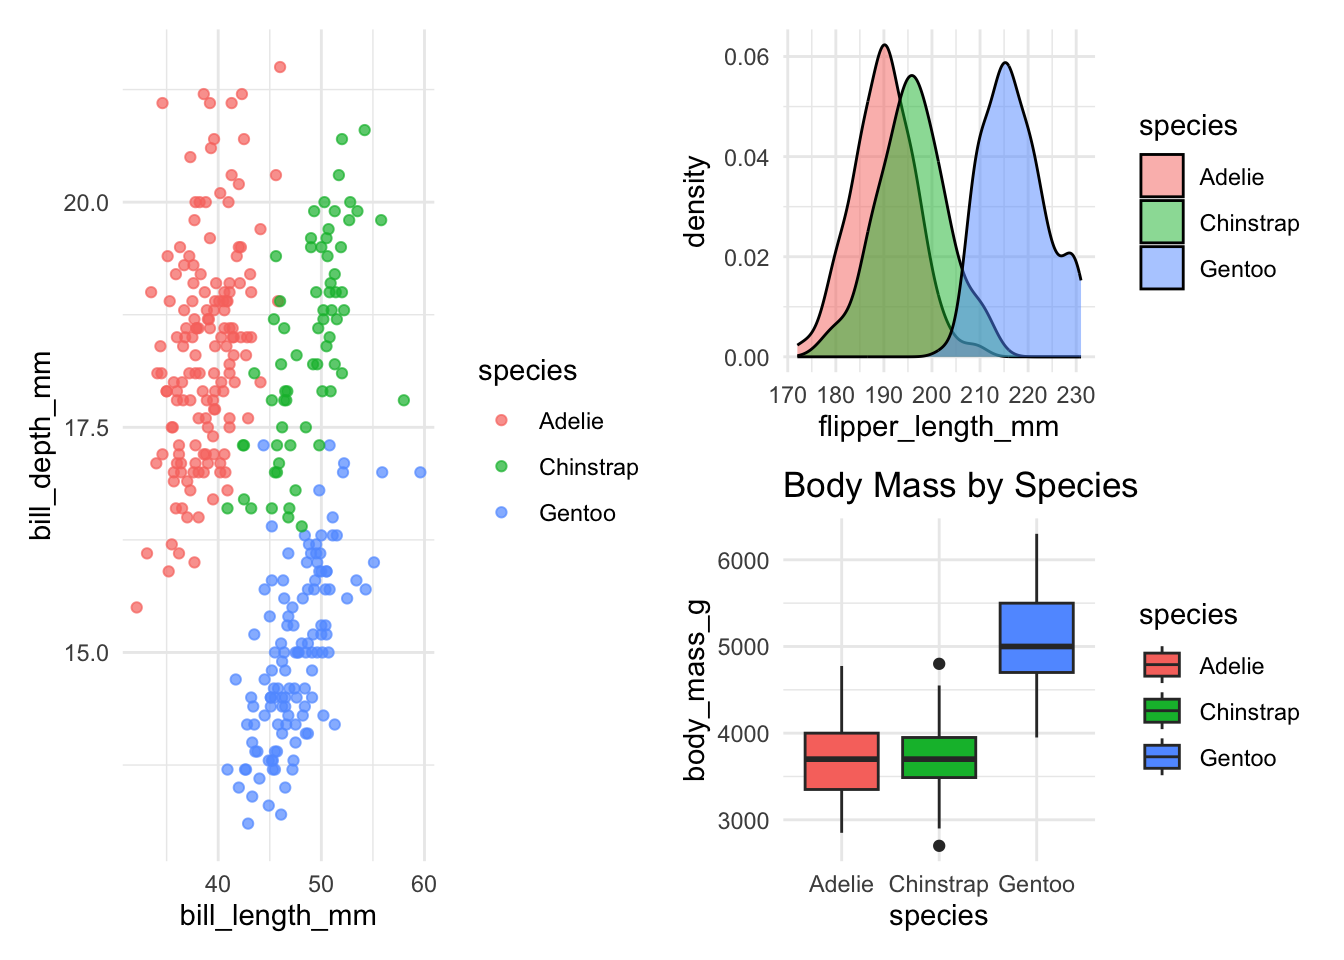 bill_depth_mm
20.0
17.5
15.0
40 50 60
bill_length_mm
species
Adelie
Chinstrap
Gentoo
density
0.06
0.04
0.02
0.00
170 180 190 200 210 220 230
flipper_length_mm
species
Adelie
Chinstrap
Gentoo
Body Mass by Species
body_mass_g
6000
5000
4000
3000
Adelie Chinstrap Gentoo
species
species
Adelie
Chinstrap
Gentoo